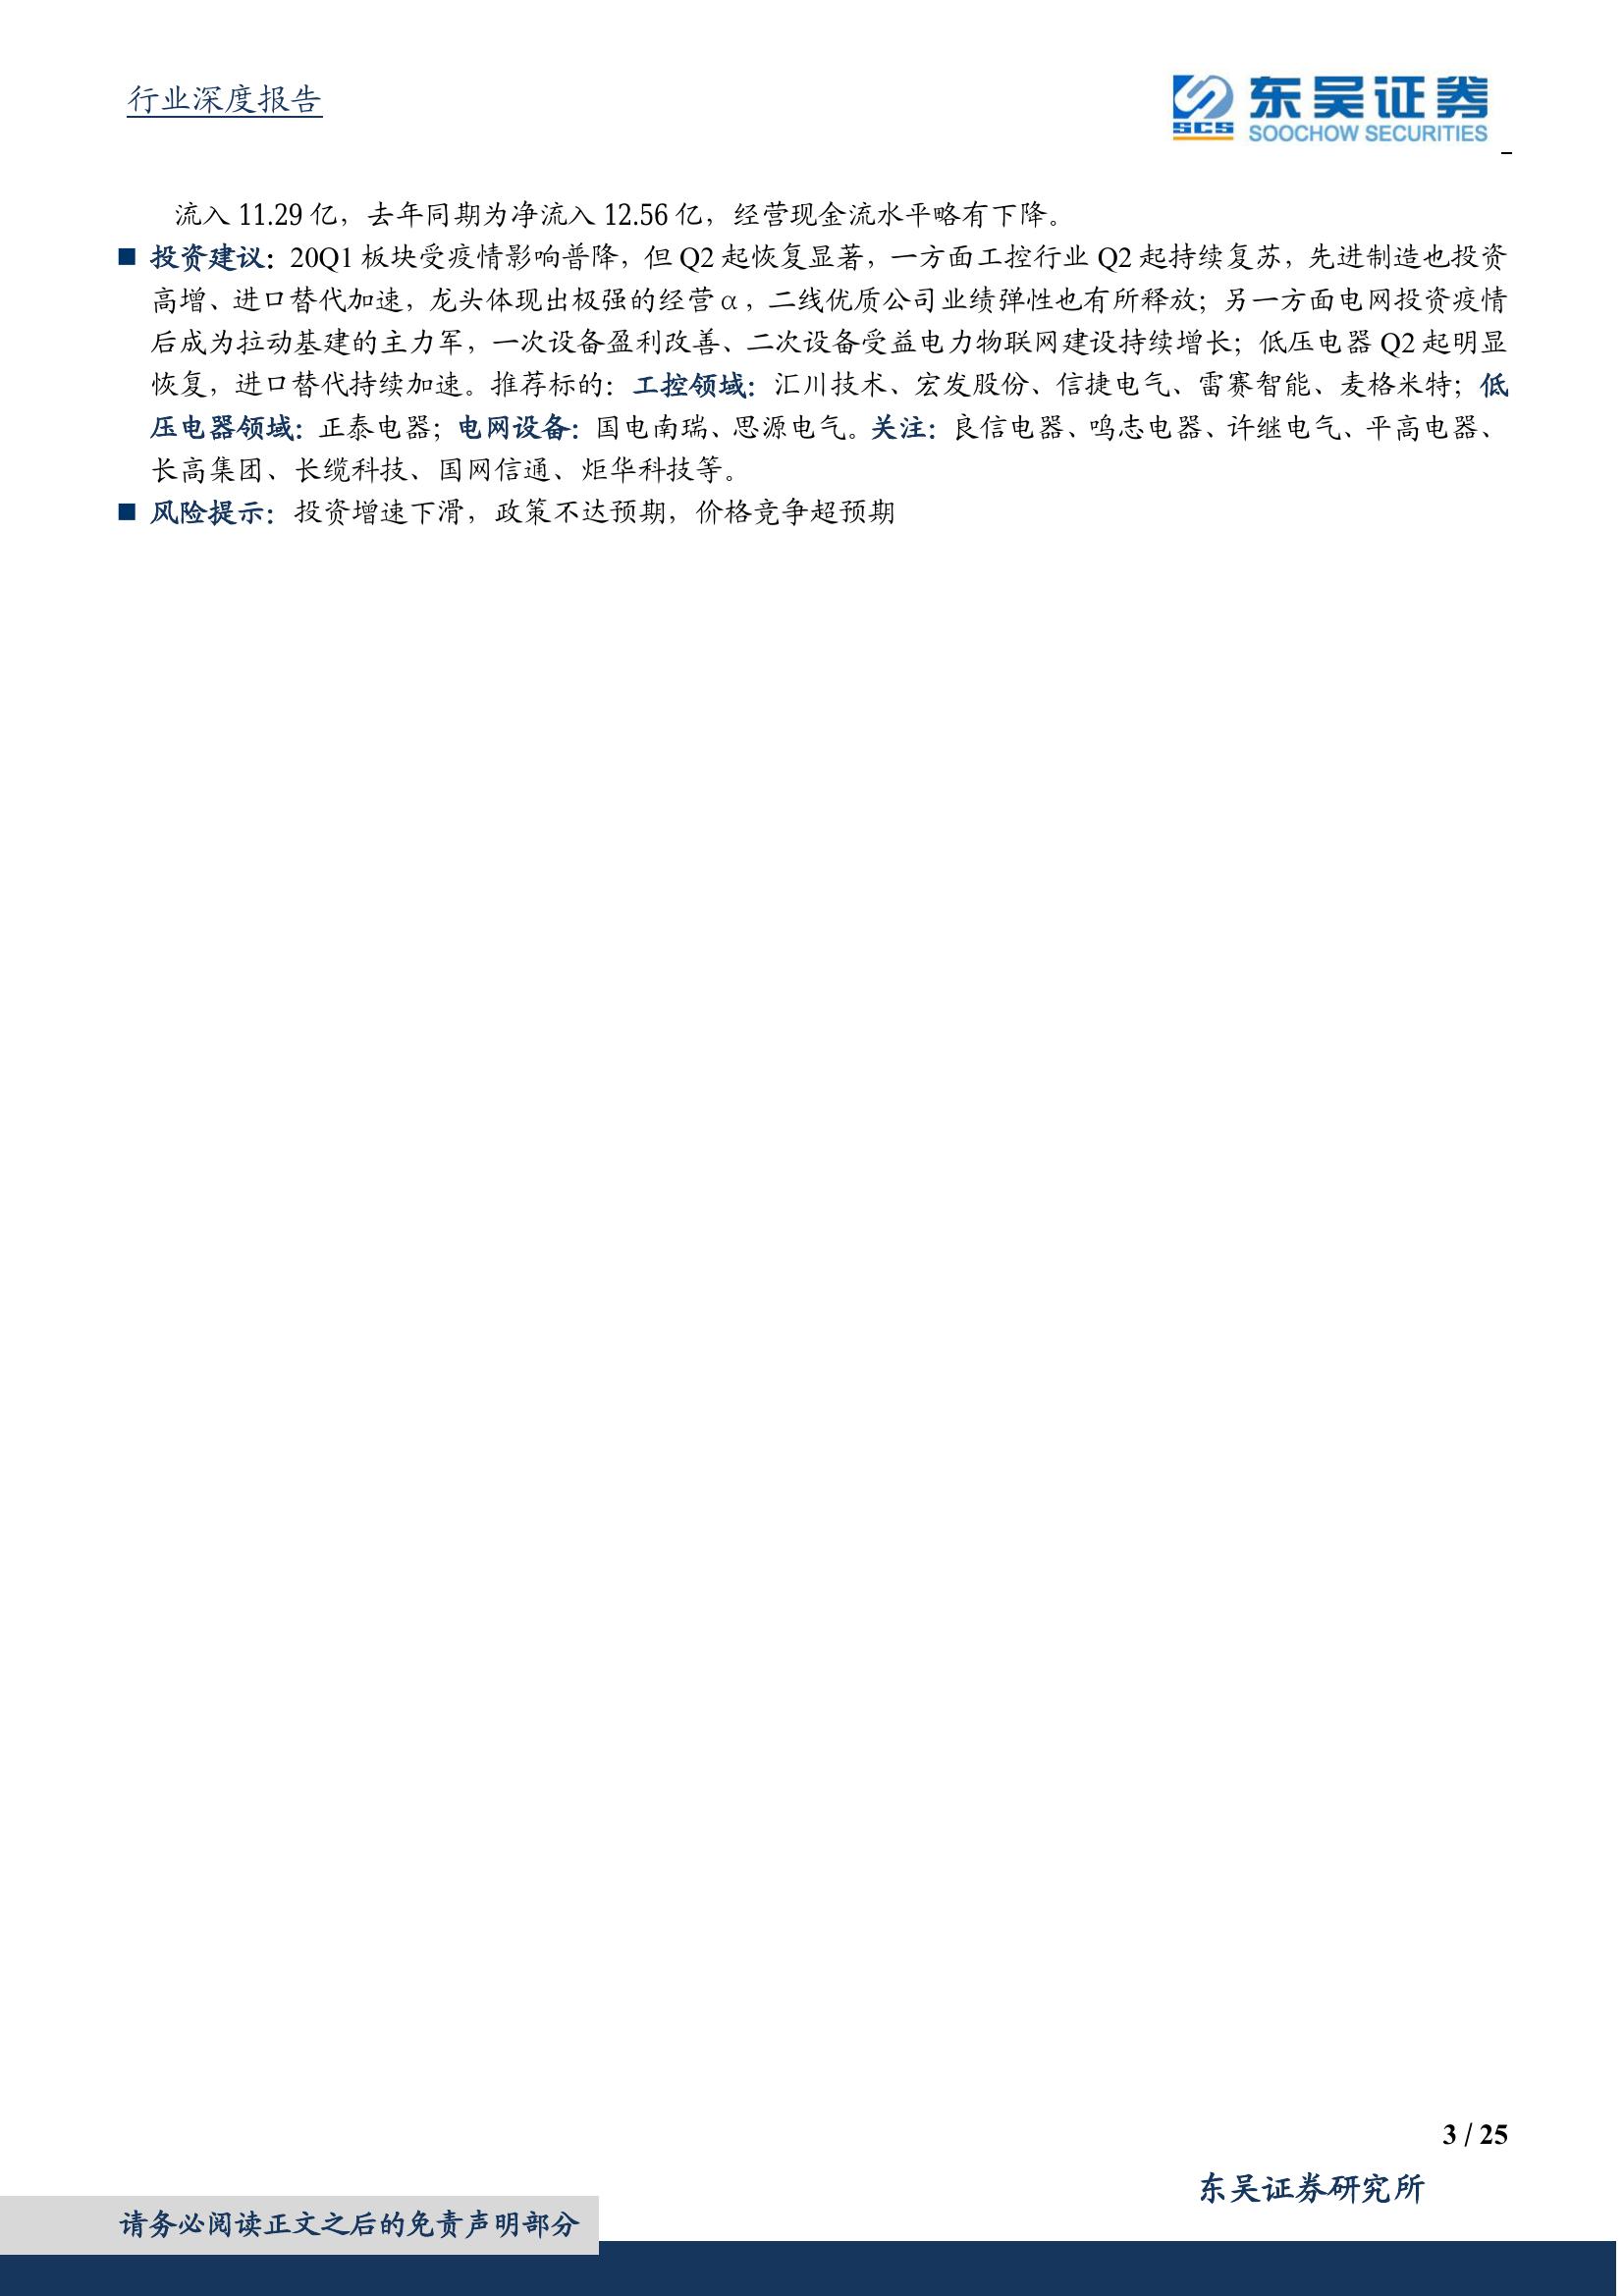 行业深度报告
东吴证券
SCS
SOOCHOW SECURITIES
流入 11.29 亿，去年同期为净流入 12.56 亿，经营现金流水平略有下降。
■ 投资建议：20Q1 板块受疫情影响普降，但 Q2 起恢复显著，一方面工控行业 Q2 起持续复苏，先进制造也投资
高增、进口替代加速，龙头体现出极强的经营α，二线优质公司业绩弹性也有所释放；另一方面电网投资疫情
后成为拉动基建的主力军，一次设备盈利改善、二次设备受益电力物联网建设持续增长；低压电器 Q2 起明显
恢复，进口替代持续加速。推荐标的：工控领域：汇川技术、宏发股份、信捷电气、雷赛智能、麦格米特；低
压电器领域：正泰电器；电网设备：国电南瑞、思源电气。关注：良信电器、鸣志电器、许继电气、平高电器、
长高集团、长缆科技、国网信通、炬华科技等。
■ 风险提示：投资增速下滑，政策不达预期，价格竞争超预期
3 / 25
东吴证券研究所
请务必阅读正文之后的免责声明部分